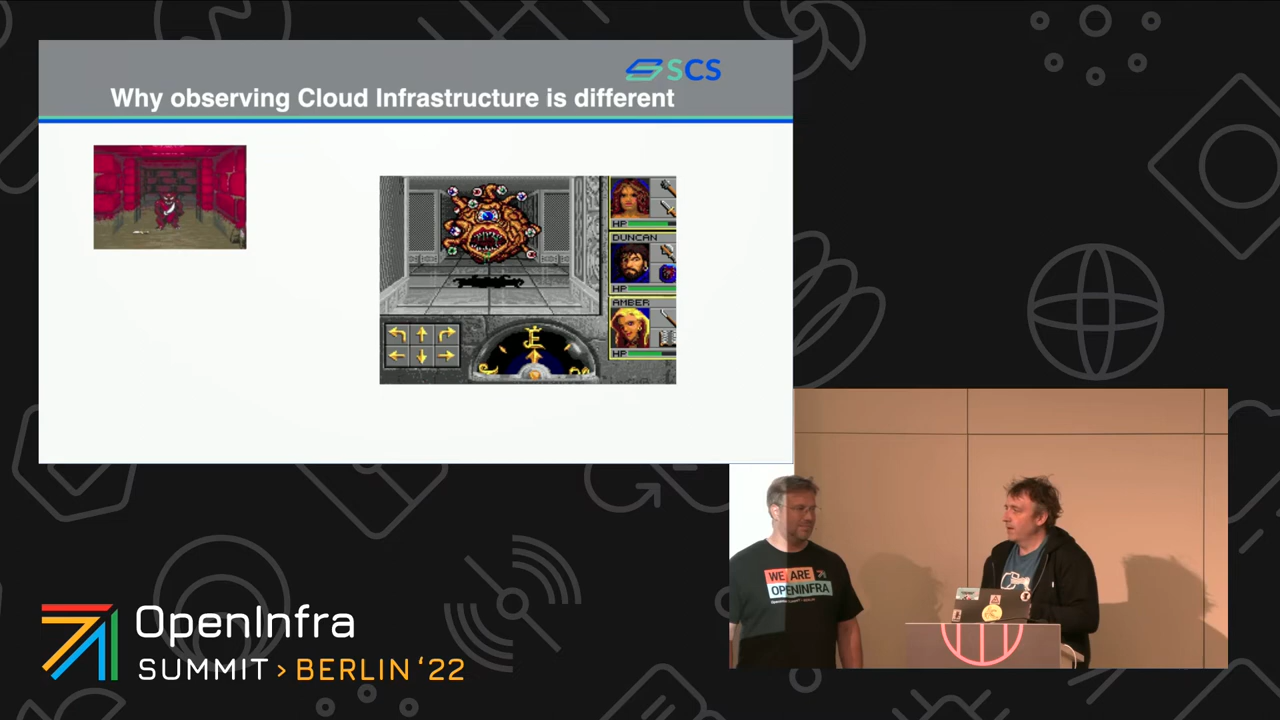 SCS
Why observing Cloud Infrastructure is different
HP
DUNCAN
HP
AMBER
HP
E
WE ARE
OPENINFRA
OpenInfra
SUMMIT > BERLIN '22